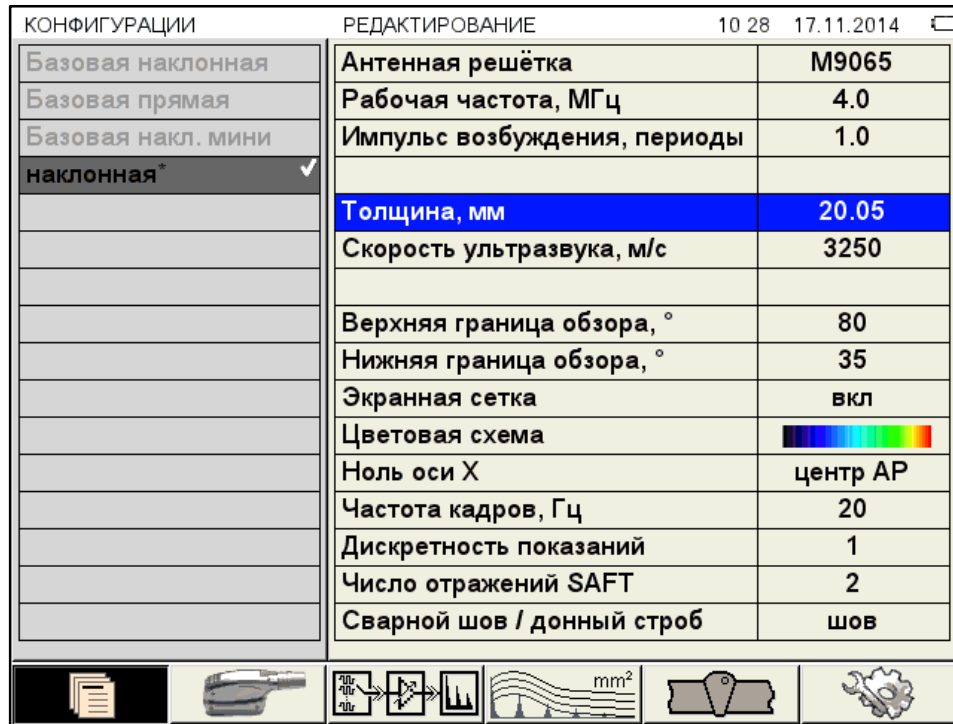 КОНФИГУРАЦИИ
РЕДАКТИРОВАНИЕ 10 28 17.11.2014
Базовая наклонная
Базовая прямая
Базовая накл. мини
наклонная*
Антенная решётка M9065
Рабочая частота, МГц 4.0
Импульс возбуждения, периоды 1.0
Толщина, мм 20.05
Скорость ультразвука, м/с 3250
Верхняя граница обзора, ° 80
Нижняя граница обзора, ° 35
Экранная сетка вкл
Цветовая схема
Ноль оси X центр АР
Частота кадров, Гц 20
Дискретность показаний 1
Число отражений SAFT 2
Сварной шов / донный строб шов
mm²